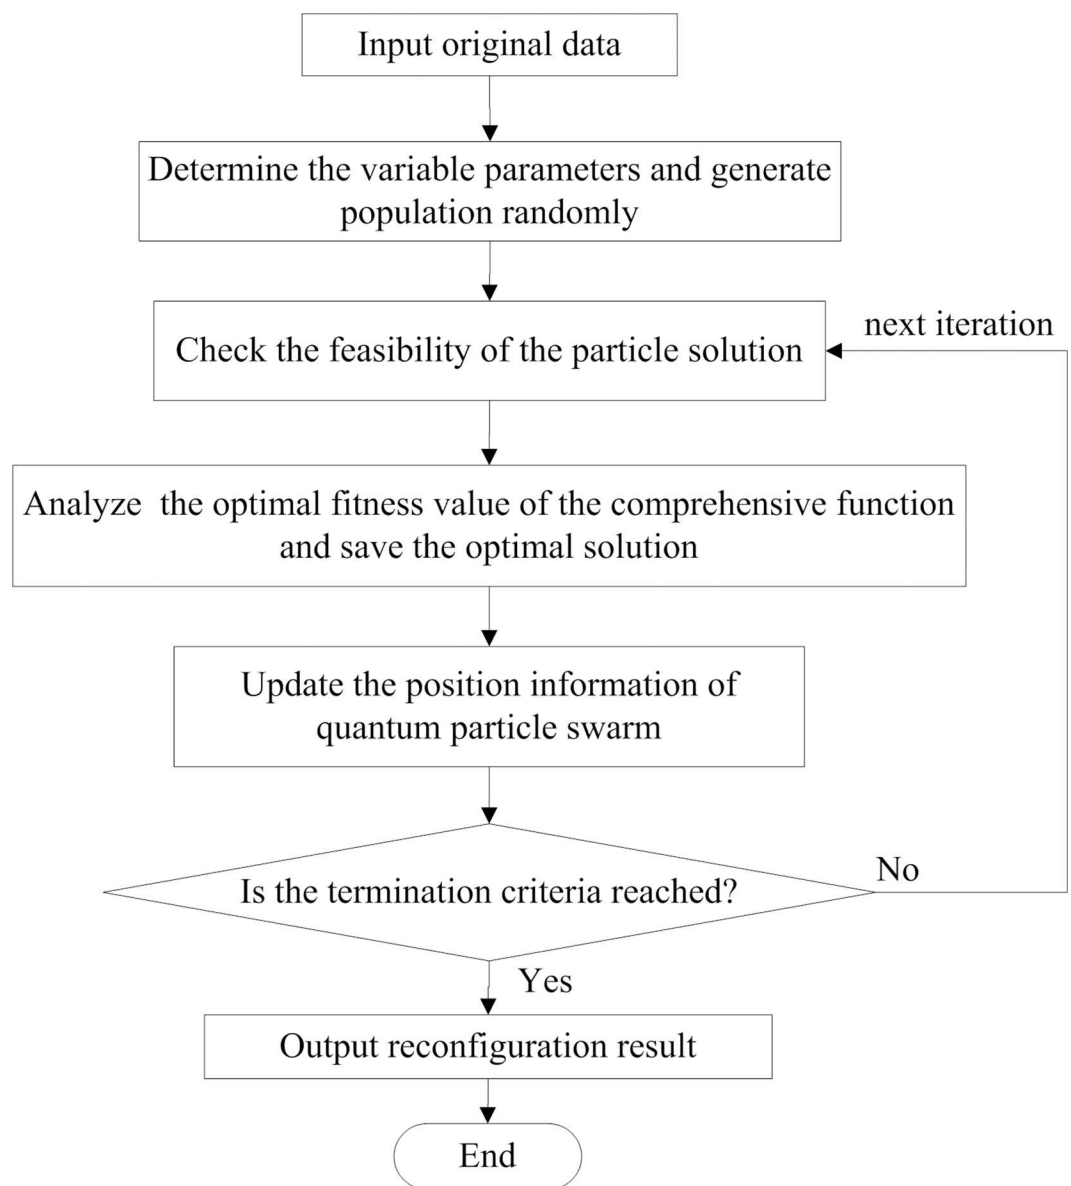 Input original data
Determine the variable parameters and generate
population randomly
next iteration
Check the feasibility of the particle solution
Analyze  the optimal fitness value of the comprehensive function
and save the optimal solution
Update the position information of
quantum particle swarm
Is the termination criteria reached?
No
Yes
Output reconfiguration result
End